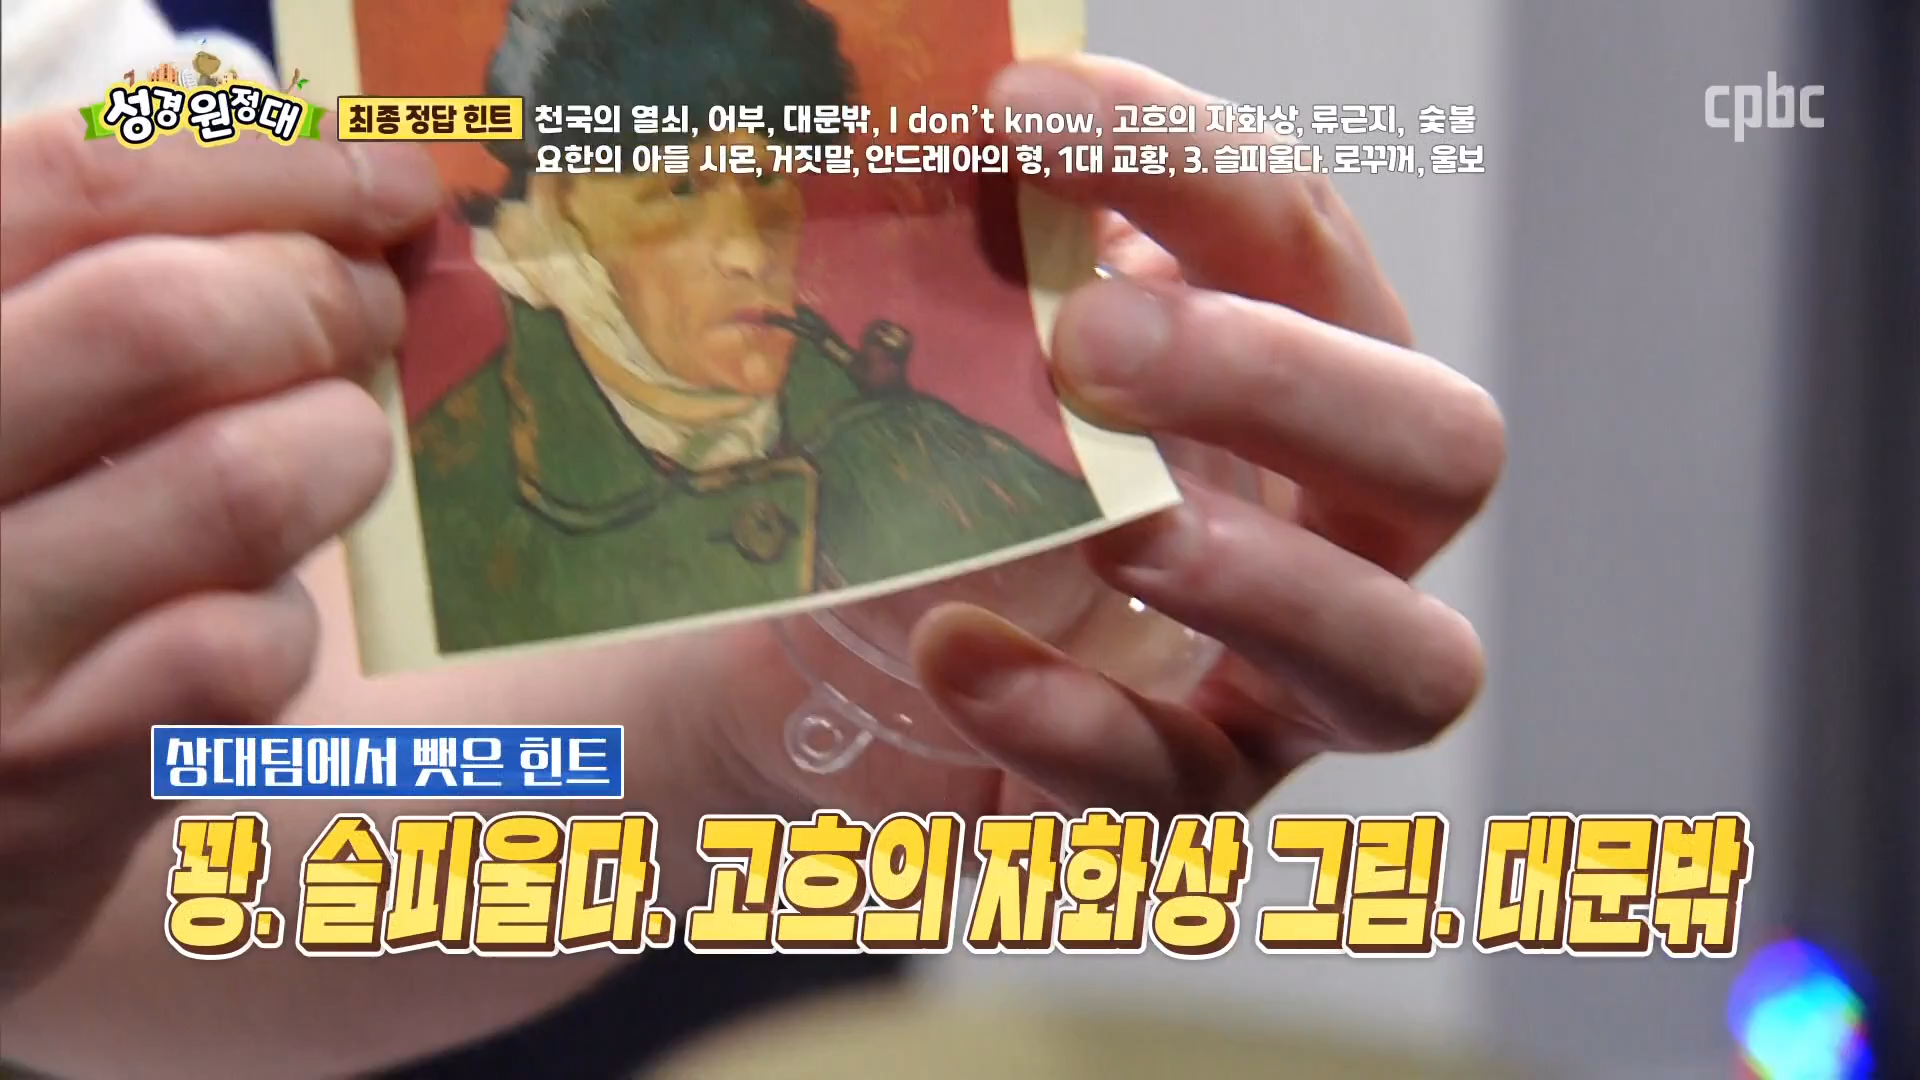 성경 원정대
최종 정답 힌트
천국의 열쇠, 어부, 대문밖, I don't know, 고흐의 자화상, 류근지, 숯불
요한의 아들 시몬, 거짓말, 안드레아의 형, 1대 교황, 3. 슬피울다. 로꾸꺼, 울보
cpbc
상대팀에서 뺏은 힌트
꽝. 슬피울다. 고흐의 자화상 그림. 대문밖